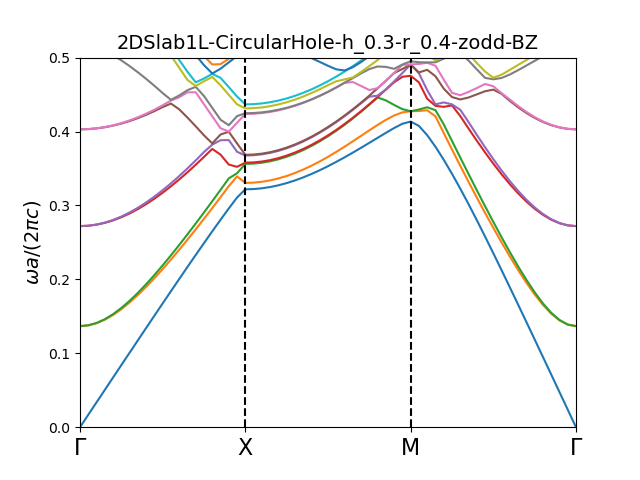 2DSlab1L-CircularHole-h_0.3-r_0.4-zodd-BZ
ωa/(2πc)
0.5
0.4
0.3
0.2
0.1
0.0
Γ X M Γ